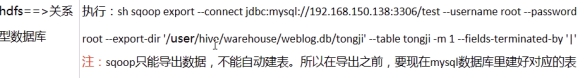 hdfs==>关系
型数据库
执行：sh sqoop export --connect jdbc:mysql://192.168.150.138:3306/test --username root --password
root --export-dir '/user/hive/warehouse/weblog.db/tongji' --table tongji -m 1 --fields-terminated-by '|'
注：sqoop只能导出数据，不能自动建表。所以在导出之前，要现在mysql数据库里建好对应的表